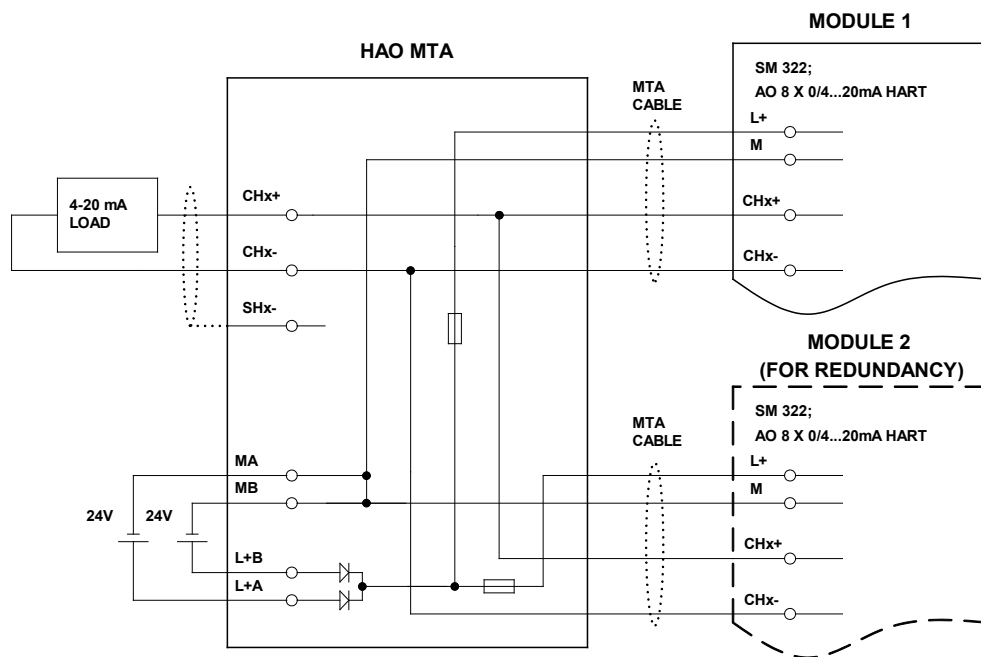 MODULE 1
HAO MTA
SM 322;
AO 8 X 0/4...20mA HART
MTA
CABLE
L+
M
CHx+
CHx-
4-20 mA
LOAD
CHx+
CHx-
SHx-
MODULE 2
(FOR REDUNDANCY)
SM 322;
AO 8 X 0/4...20mA HART
MTA
CABLE
L+
M
CHx+
CHx-
MA
MB
24V
24V
L+B
L+A